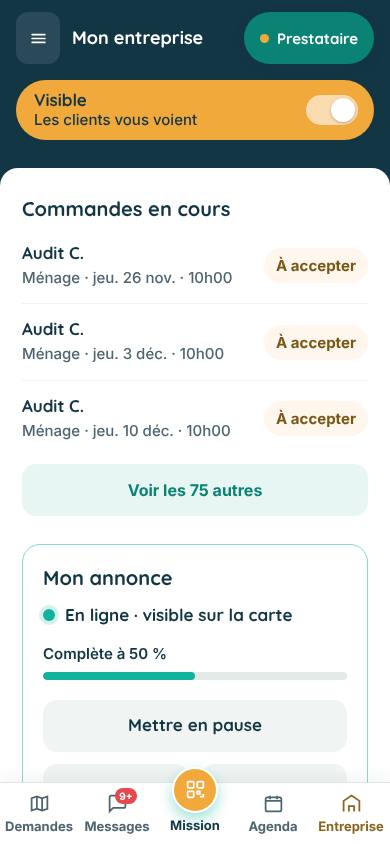 Mon entreprise
Prestataire
Visible
Les clients vous voient
Commandes en cours
Audit C.
Ménage · jeu. 26 nov. · 10h00
À accepter
Audit C.
Ménage · jeu. 3 déc. · 10h00
À accepter
Audit C.
Ménage · jeu. 10 déc. · 10h00
À accepter
Voir les 75 autres
Mon annonce
En ligne · visible sur la carte
Complète à 50 %
Mettre en pause
9+
Demandes
Messages
Mission
Agenda
Entreprise